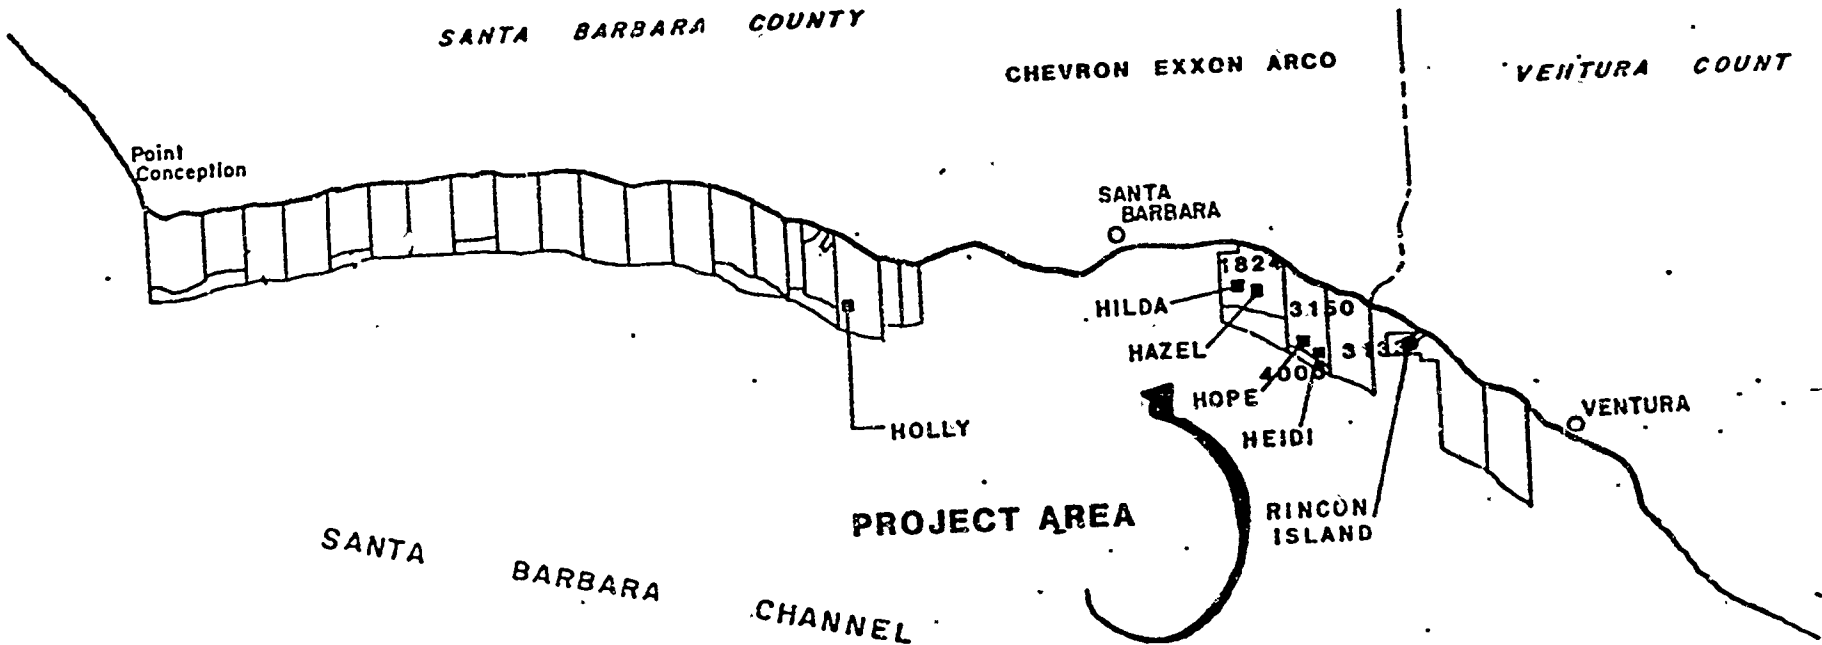 SANTA BARBARA COUNTY
CHEVRON EXXON ARCO
VENTURA COUNT
Point
Conception
SANTA
BARBARA
1824
HILDA
3150
HAZEL
4000
HOPE
HEIDI
HOLLY
VENTURA
PROJECT AREA
RINCON
ISLAND
SANTA BARBARA CHANNEL